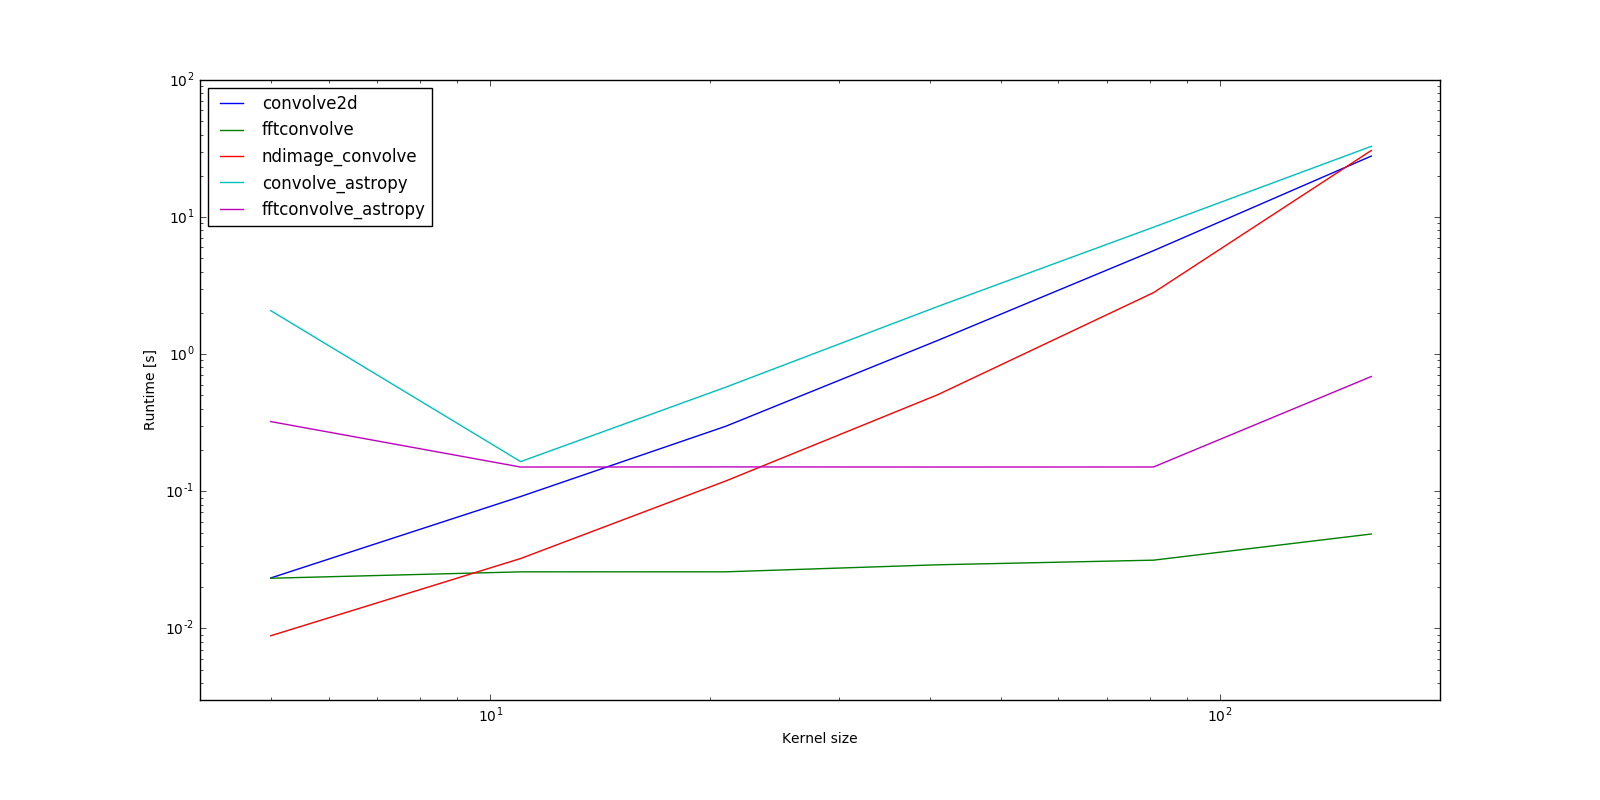 10^2
convolve2d
fftconvolve
ndimage_convolve
convolve_astropy
fftconvolve_astropy
10^1
10^0
Runtime [s]
10^-1
10^-2
10^1
10^2
Kernel size